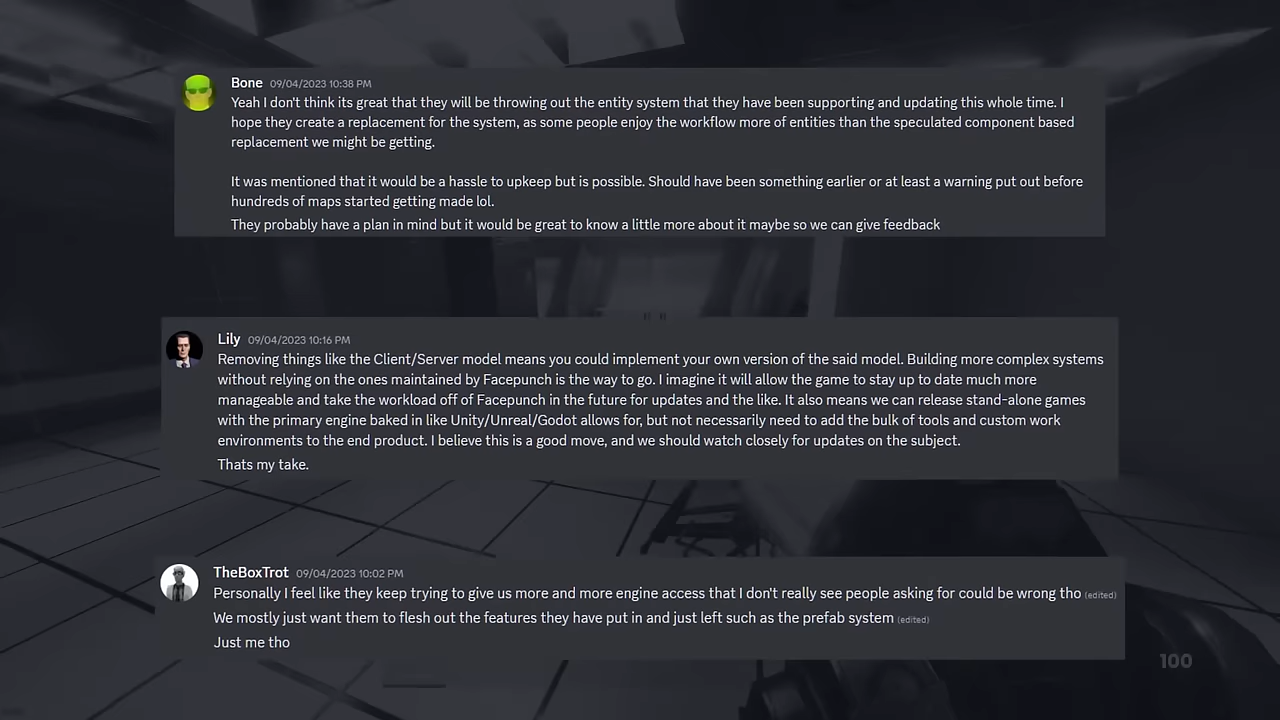 Bone 09/04/2023 10:38 PM
Yeah I don't think its great that they will be throwing out the entity system that they have been supporting and updating this whole time. I
hope they create a replacement for the system, as some people enjoy the workflow more of entities than the speculated component based
replacement we might be getting.
It was mentioned that it would be a hassle to upkeep but is possible. Should have been something earlier or at least a warning put out before
hundreds of maps started getting made lol.
They probably have a plan in mind but it would be great to know a little more about it maybe so we can give feedback
Lily 09/04/2023 10:16 PM
Removing things like the Client/Server model means you could implement your own version of the said model. Building more complex systems
without relying on the ones maintained by Facepunch is the way to go. I imagine it will allow the game to stay up to date much more
manageable and take the workload off of Facepunch in the future for updates and the like. It also means we can release stand-alone games
with the primary engine baked in like Unity/Unreal/Godot allows for, but not necessarily need to add the bulk of tools and custom work
environments to the end product. I believe this is a good move, and we should watch closely for updates on the subject.
Thats my take.
TheBoxTrot 09/04/2023 10:02 PM
Personally I feel like they keep trying to give us more and more engine access that I don't really see people asking for could be wrong tho (edited)
We mostly just want them to flesh out the features they have put in and just left such as the prefab system (edited)
Just me tho
100